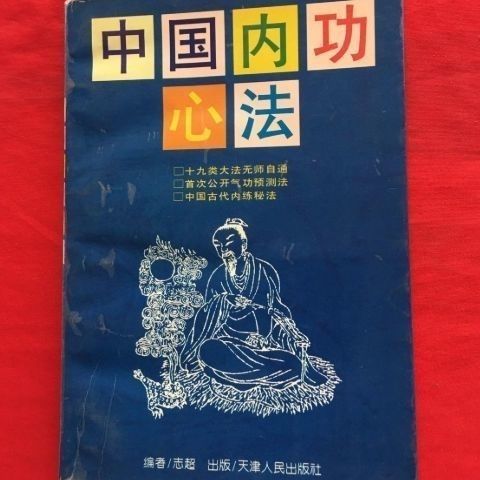 中国内功
心法
□十九类大法无师自通
□首次公开气功预测法
□中国古代内练秘法
编者/志超 出版/天津人民出版社